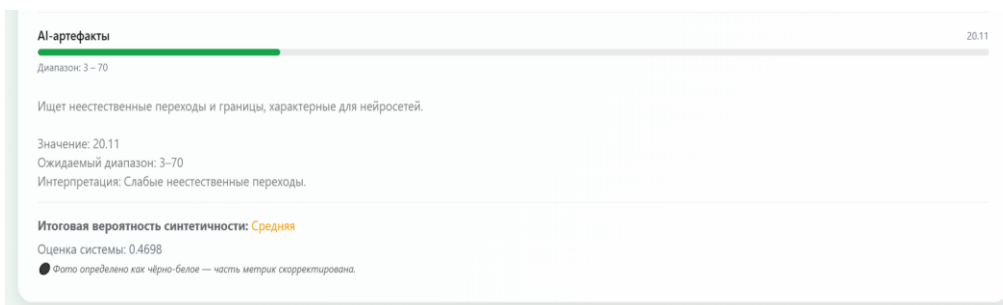 AI-артефакты 20.11
Диапазон: 3 – 70
Ищет неестественные переходы и границы, характерные для нейросетей.
Значение: 20.11
Ожидаемый диапазон: 3–70
Интерпретация: Слабые неестественные переходы.
Итоговая вероятность синтетичности: Средняя
Оценка системы: 0.4698
Фото определено как чёрно-белое — часть метрик скорректирована.